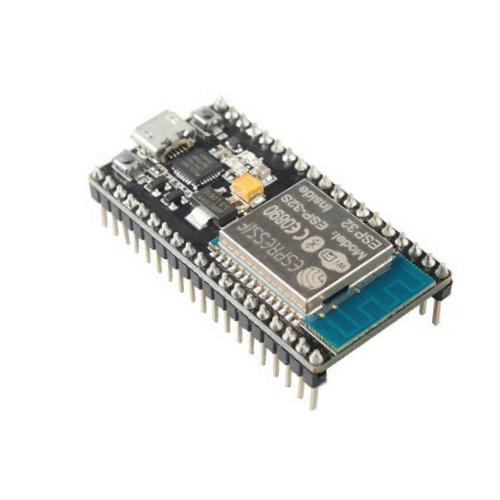 ESPRESSIF
CE0890
WiFi
Model: ESP-32S
ESP 32 Inside